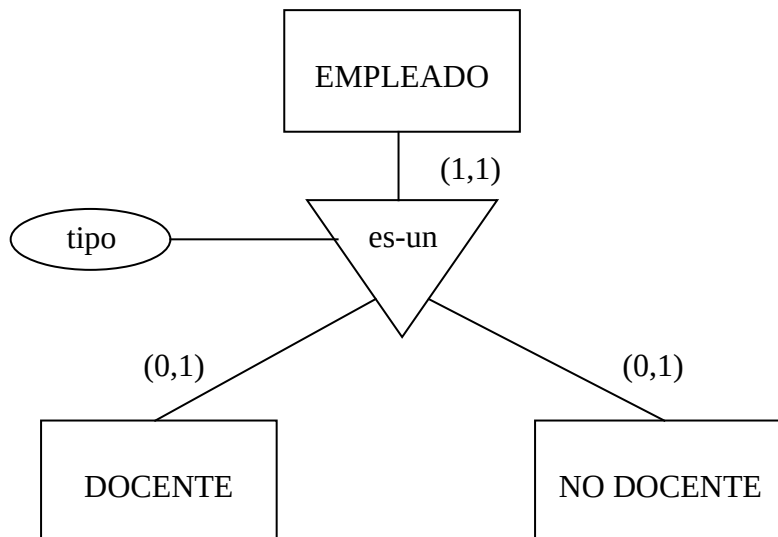 EMPLEADO
(1,1)
tipo
es-un
(0,1)
(0,1)
DOCENTE
NO DOCENTE